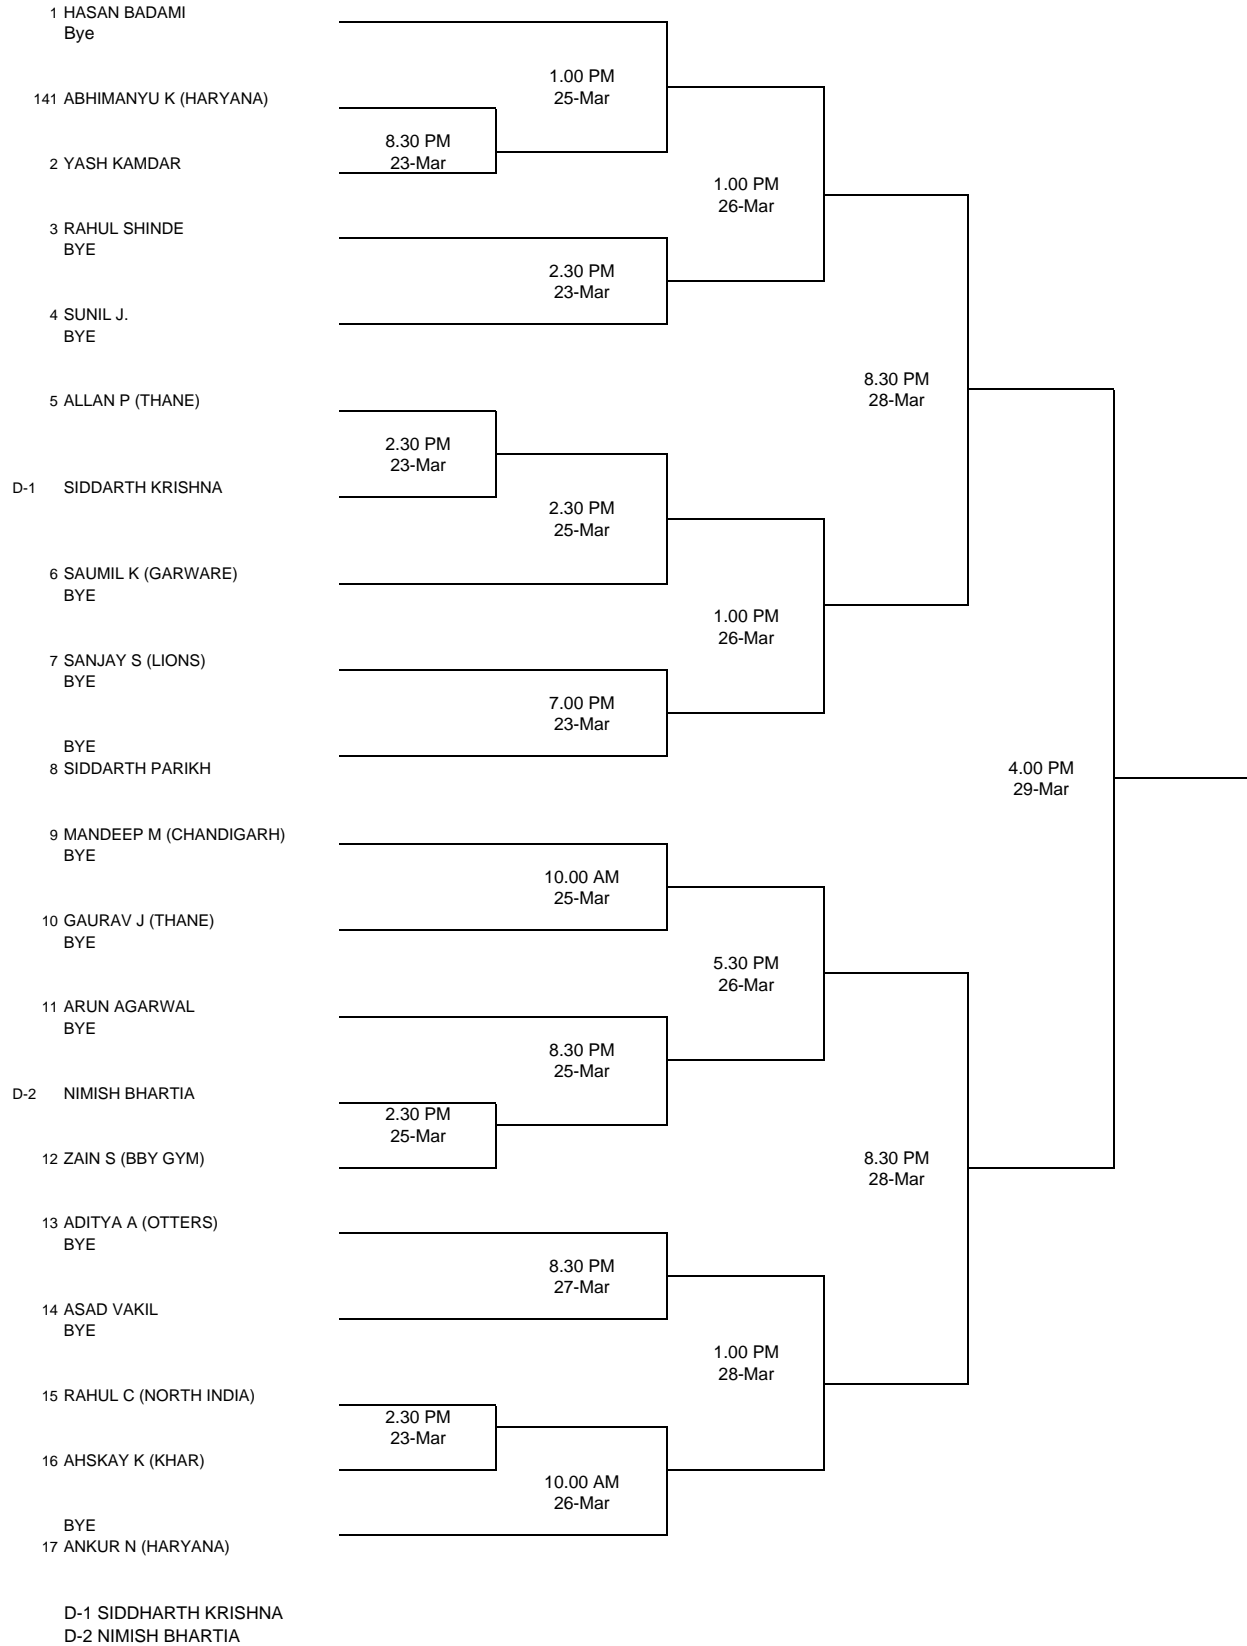 1 HASAN BADAMI
Bye
1.00 PM
25-Mar
141 ABHIMANYU K (HARYANA)
8.30 PM
23-Mar
2 YASH KAMDAR
1.00 PM
26-Mar
3 RAHUL SHINDE
BYE
2.30 PM
23-Mar
4 SUNIL J.
BYE
8.30 PM
28-Mar
5 ALLAN P (THANE)
2.30 PM
23-Mar
D-1 SIDDARTH KRISHNA
2.30 PM
25-Mar
6 SAUMIL K (GARWARE)
BYE
1.00 PM
26-Mar
7 SANJAY S (LIONS)
BYE
7.00 PM
23-Mar
BYE
8 SIDDARTH PARIKH
4.00 PM
29-Mar
9 MANDEEP M (CHANDIGARH)
BYE
10.00 AM
25-Mar
10 GAURAV J (THANE)
BYE
5.30 PM
26-Mar
11 ARUN AGARWAL
BYE
8.30 PM
25-Mar
D-2 NIMISH BHARTIA
2.30 PM
25-Mar
12 ZAIN S (BBY GYM)
8.30 PM
28-Mar
13 ADITYA A (OTTERS)
BYE
8.30 PM
27-Mar
14 ASAD VAKIL
BYE
1.00 PM
28-Mar
15 RAHUL C (NORTH INDIA)
2.30 PM
23-Mar
16 AHSKAY K (KHAR)
10.00 AM
26-Mar
BYE
17 ANKUR N (HARYANA)
D-1 SIDDHARTH KRISHNA
D-2 NIMISH BHARTIA